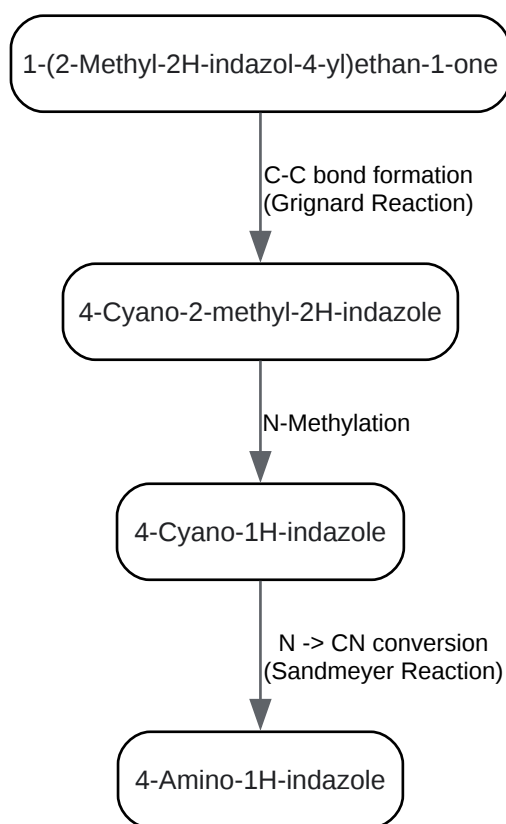 1-(2-Methyl-2H-indazol-4-yl)ethan-1-one
C-C bond formation
(Grignard Reaction)
4-Cyano-2-methyl-2H-indazole
N-Methylation
4-Cyano-1H-indazole
N -> CN conversion
(Sandmeyer Reaction)
4-Amino-1H-indazole